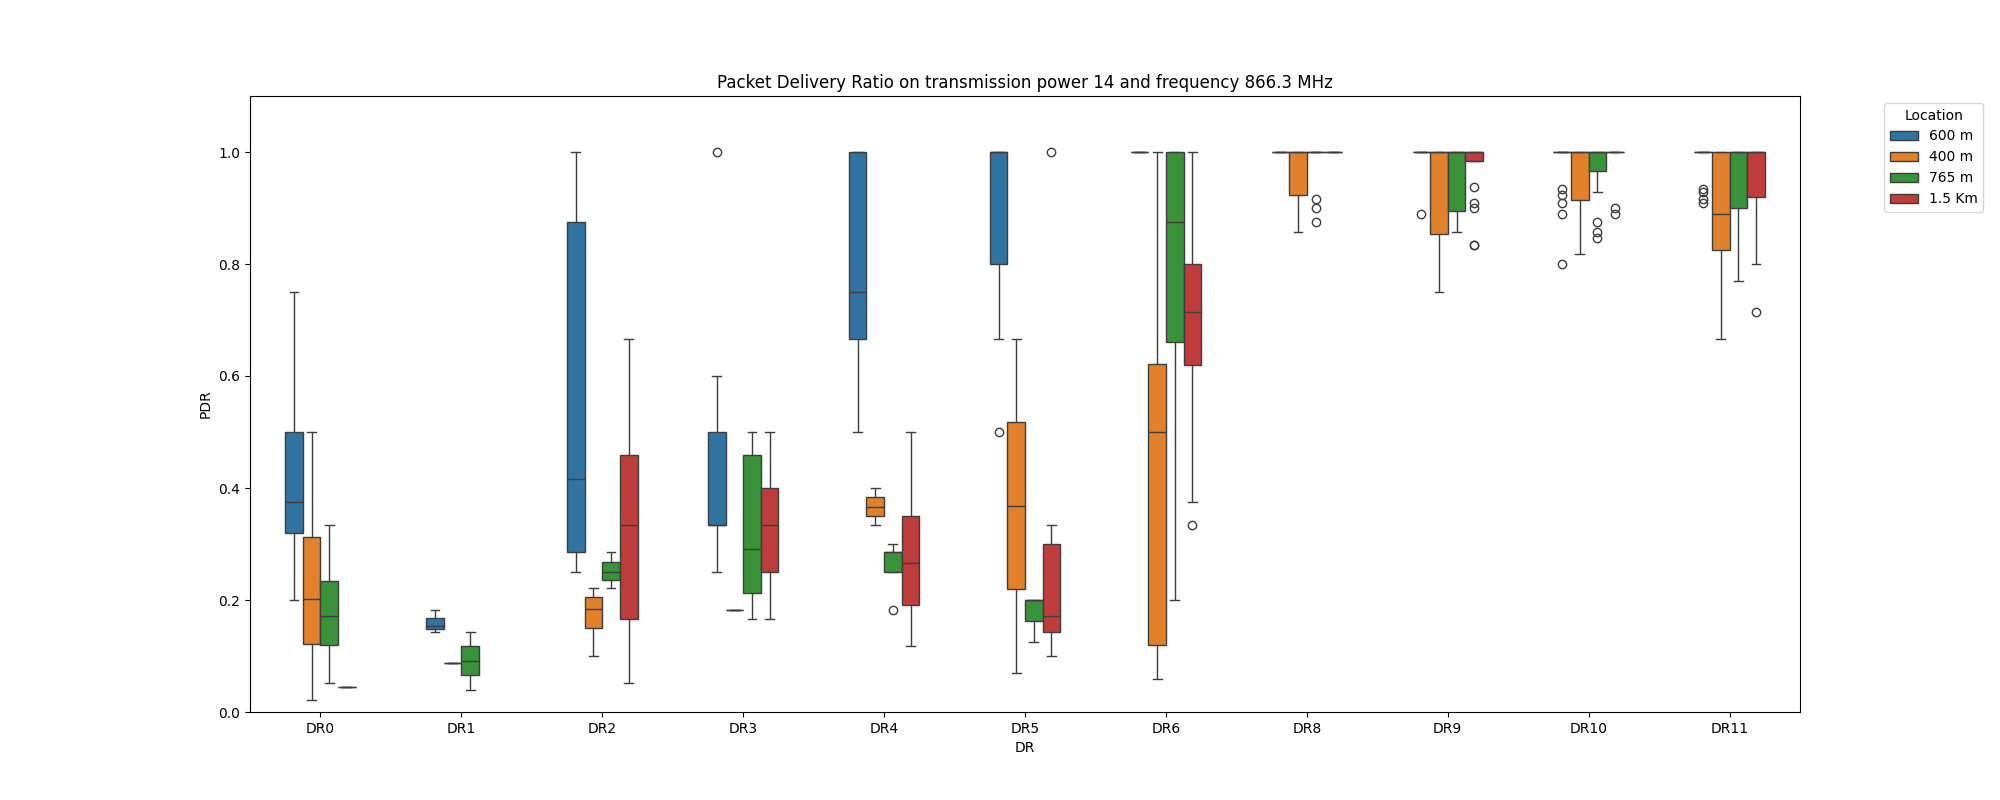 Packet Delivery Ratio on transmission power 14 and frequency 866.3 MHz
Location
600 m
400 m
765 m
1.5 Km
PDR
1.0
0.8
0.6
0.4
0.2
0.0
DR0 DR1 DR2 DR3 DR4 DR5 DR6 DR8 DR9 DR10 DR11
DR